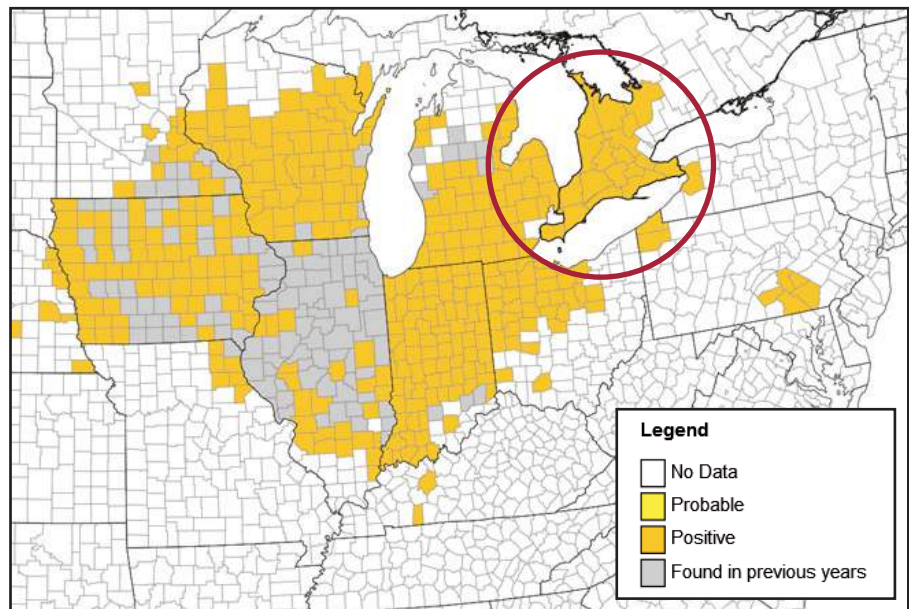 Legend
No Data
Probable
Positive
Found in previous years